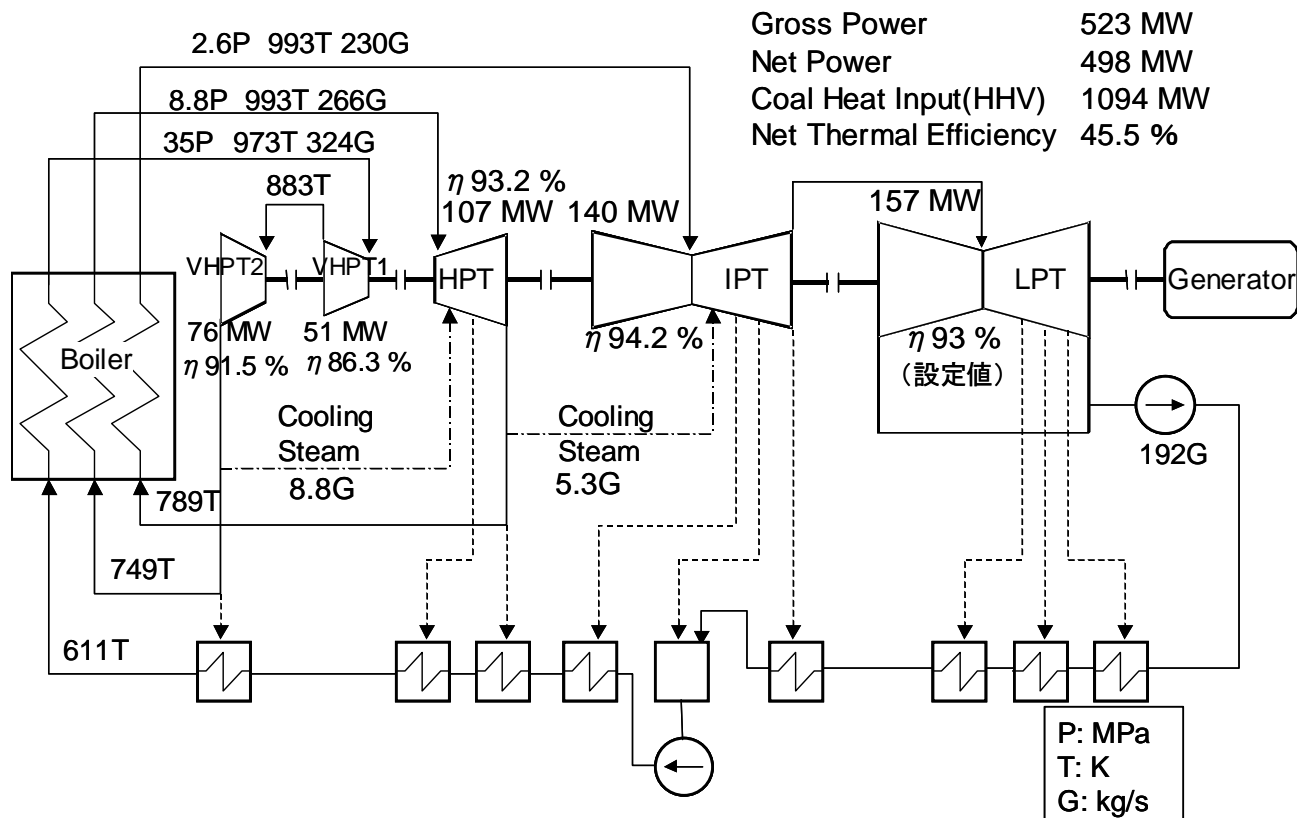 Gross Power 523 MW
Net Power 498 MW
Coal Heat Input(HHV) 1094 MW
Net Thermal Efficiency 45.5 %
2.6P 993T 230G
8.8P 993T 266G
35P 973T 324G
883T
η 93.2 %
107 MW
140 MW
157 MW
VHPT2
VHPT1
HPT
IPT
LPT
Generator
Boiler
76 MW
η 91.5 %
51 MW
η 86.3 %
η 94.2 %
η 93 %
(設定値)
Cooling
Steam
8.8G
Cooling
Steam
5.3G
192G
789T
749T
611T
P: MPa
T: K
G: kg/s